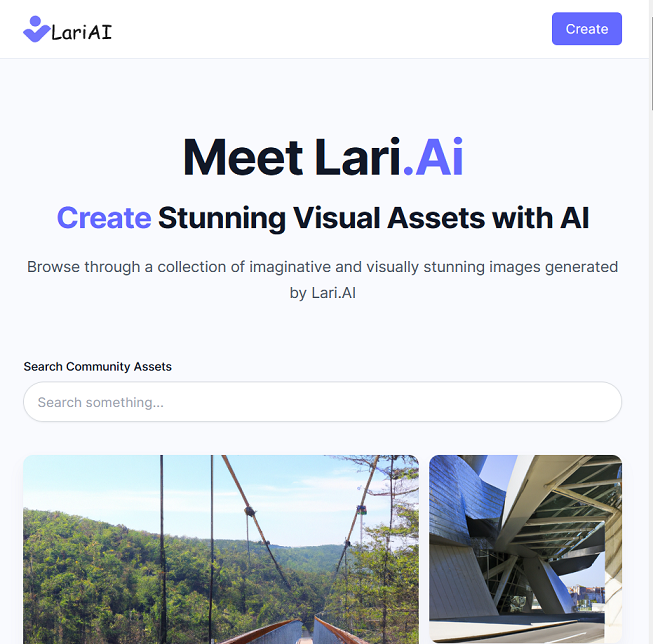 LariAI
Create
Meet Lari.Ai
Create Stunning Visual Assets with AI
Browse through a collection of imaginative and visually stunning images generated
by Lari.AI
Search Community Assets
Search something...